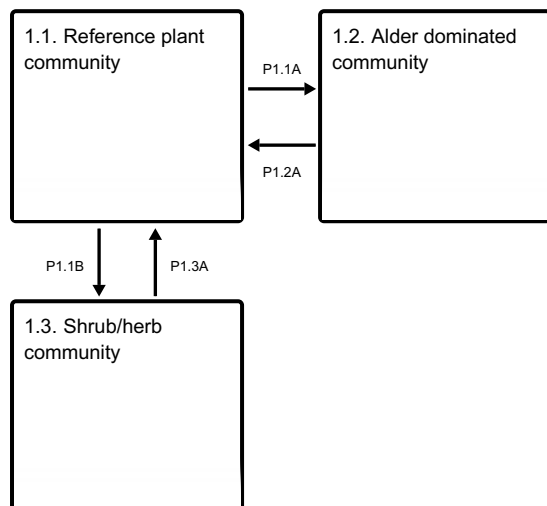 1.1. Reference plant
community
1.2. Alder dominated
community
P1.1A
P1.2A
P1.1B
P1.3A
1.3. Shrub/herb
community